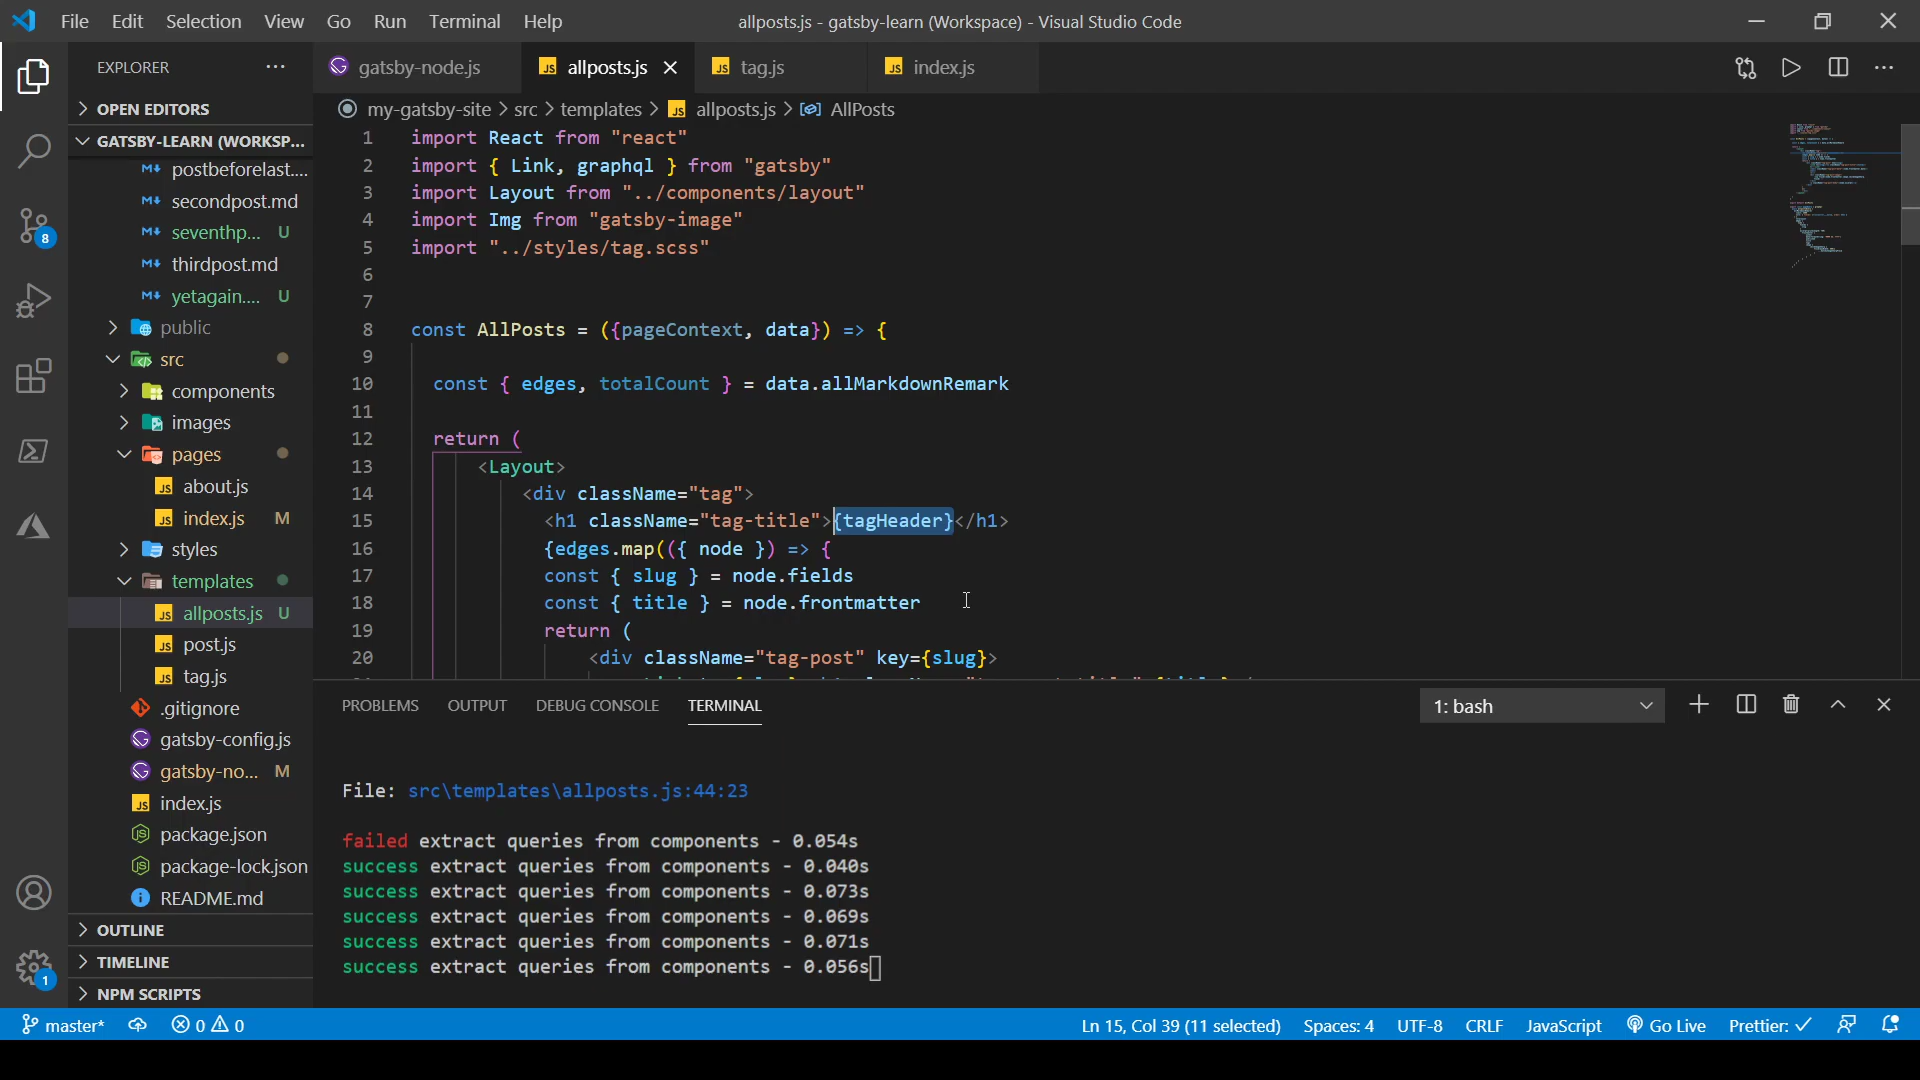 File Edit Selection View Go Run Terminal Help
allposts.js - gatsby-learn (Workspace) - Visual Studio Code
EXPLORER
gatsby-node.js
allposts.js
tag.js
index.js
OPEN EDITORS
my-gatsby-site > src > templates > allposts.js > AllPosts
GATSBY-LEARN (WORKSP...
postbeforelast....
secondpost.md
seventhp... U
thirdpost.md
yetagain.... U
public
src
components
images
pages
about.js
index.js M
styles
templates
allposts.js U
post.js
tag.js
.gitignore
gatsby-config.js
gatsby-no... M
index.js
package.json
package-lock.json
README.md
OUTLINE
TIMELINE
NPM SCRIPTS
8
1
1 import React from "react"
2 import { Link, graphql } from "gatsby"
3 import Layout from "../components/layout"
4 import Img from "gatsby-image"
5 import "../styles/tag.scss"
6
7
8 const AllPosts = ({pageContext, data}) => {
9
10 const { edges, totalCount } = data.allMarkdownRemark
11
12 return (
13 <Layout>
14 <div className="tag">
15 <h1 className="tag-title">{tagHeader}</h1>
16 {edges.map(({ node }) => {
17 const { slug } = node.fields
18 const { title } = node.frontmatter
19 return (
20 <div className="tag-post" key={slug}>
PROBLEMS OUTPUT DEBUG CONSOLE TERMINAL
1: bash
File: src\templates\allposts.js:44:23
failed extract queries from components - 0.054s
success extract queries from components - 0.040s
success extract queries from components - 0.073s
success extract queries from components - 0.069s
success extract queries from components - 0.071s
success extract queries from components - 0.056s
master* 0 0
Ln 15, Col 39 (11 selected) Spaces: 4 UTF-8 CRLF JavaScript Go Live Prettier: ✓